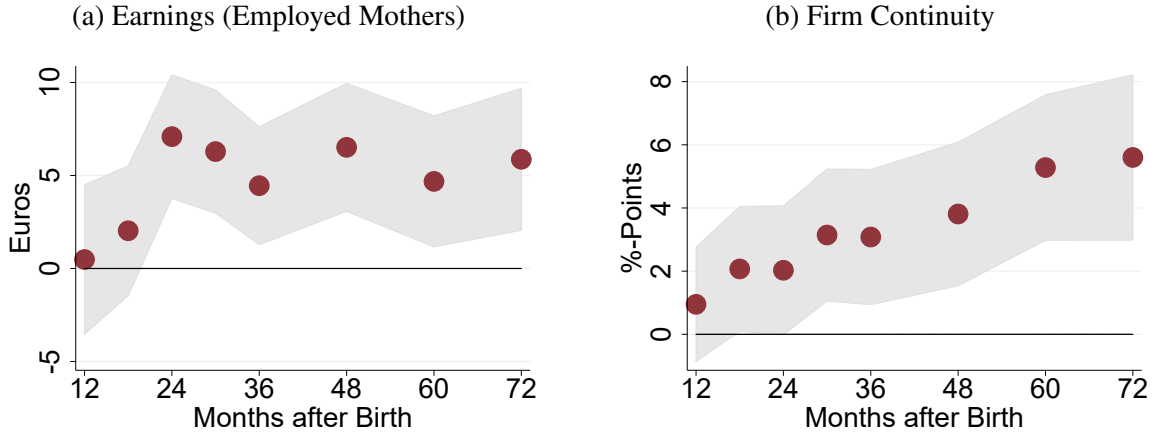 (a) Earnings (Employed Mothers)
10
5
0
-5
Euros
12 24 36 48 60 72
Months after Birth
(b) Firm Continuity
8
6
4
2
0
%-Points
12 24 36 48 60 72
Months after Birth